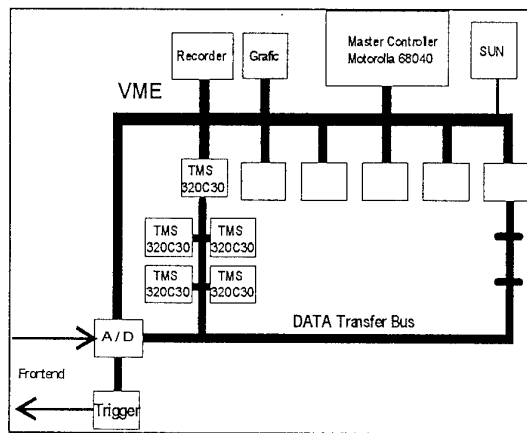 Recorder
Grafic
Master Controller
Motorolla 68040
SUN
VME
TMS
320C30
TMS
320C30
TMS
320C30
TMS
320C30
TMS
320C30
DATA Transfer Bus
A/D
Frontend
Trigger